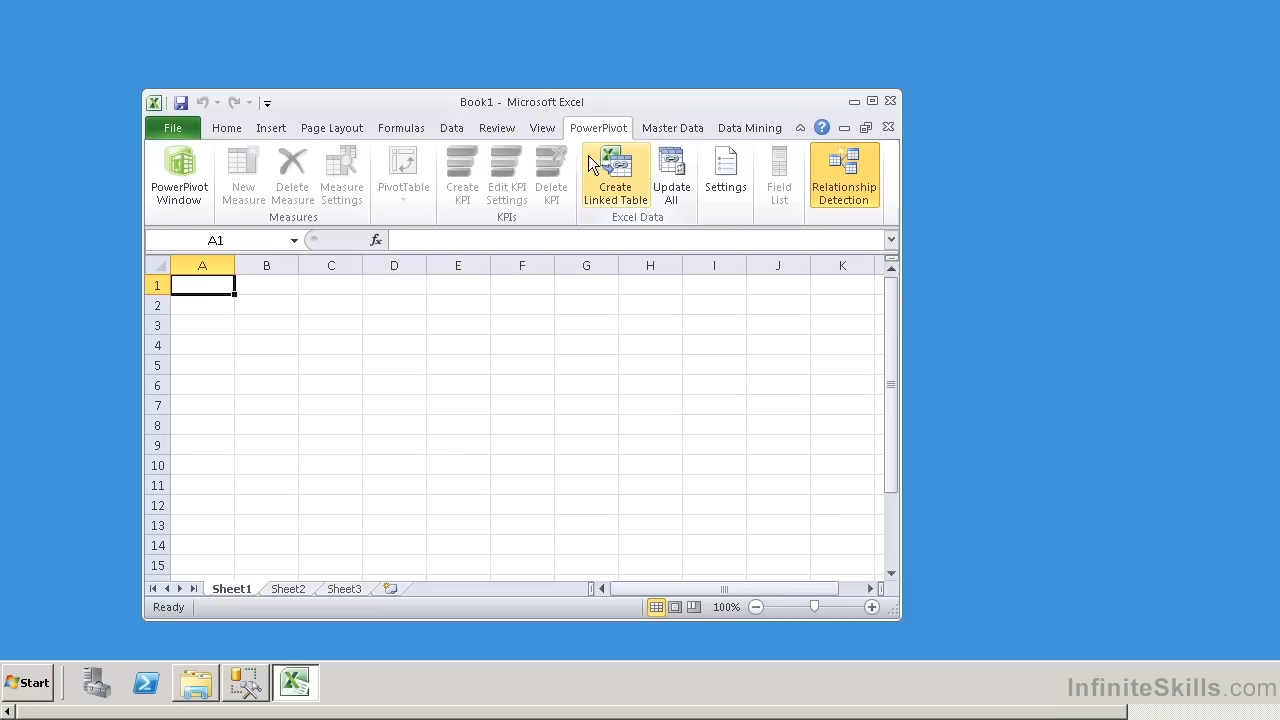 Book1 - Microsoft Excel
File Home Insert Page Layout Formulas Data Review View PowerPivot Master Data Data Mining
PowerPivot Window
New Measure
Delete Measure
Measure Settings
Measures
PivotTable
Create KPI
Edit KPI Settings
Delete KPI
KPIs
Create Linked Table
Update All
Excel Data
Settings
Field List
Relationship Detection
A1 fx
A B C D E F G H I J K
1
2
3
4
5
6
7
8
9
10
11
12
13
14
15
Sheet1 Sheet2 Sheet3
Ready 100%
Start
InfiniteSkills.com